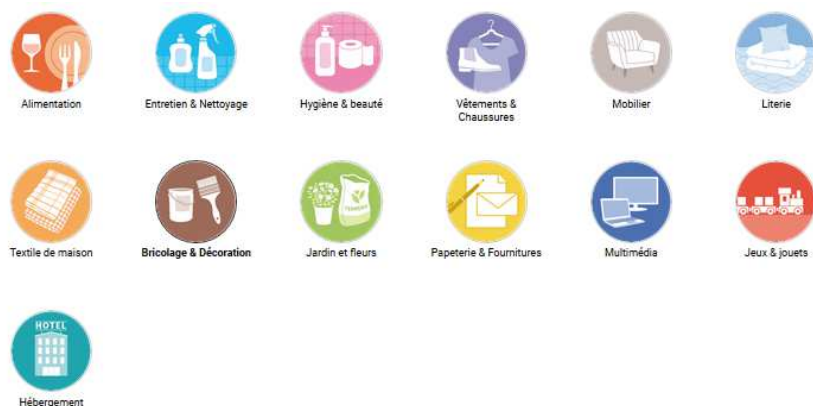 Alimentation
Entretien & Nettoyage
Hygiène & beauté
Vêtements &
Chaussures
Mobilier
Literie
Textile de maison
Bricolage & Décoration
Jardin et fleurs
Papeterie & Fournitures
Multimédia
Jeux & jouets
HOTEL
Hébergement